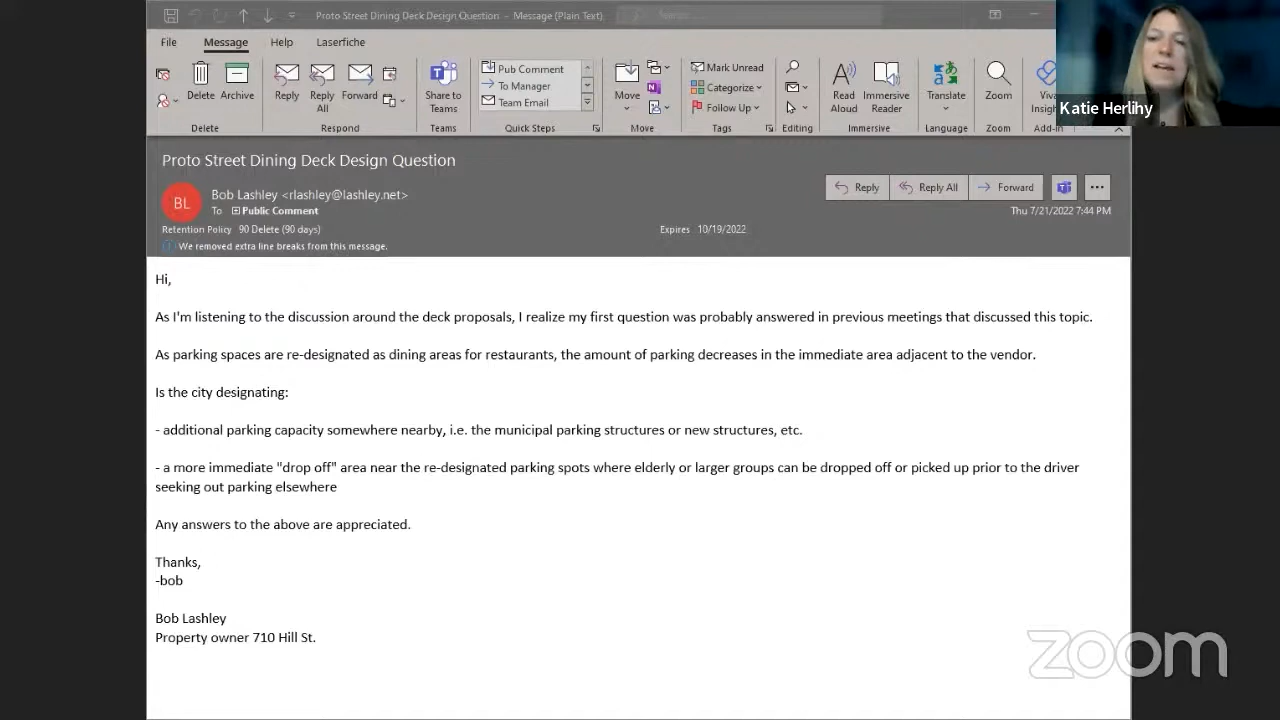 Proto Street Dining Deck Design Question - Message (Plain Text)
File Message Help Laserfiche
Delete Archive
Reply Reply All Forward
Share to Teams
Pub Comment
To Manager
Team Email
Move
Mark Unread
Categorize
Follow Up
Read Aloud Immersive Reader
Translate
Zoom
Delete Respond Teams Quick Steps Move Tags Editing Immersive Language Zoom Add-in
Katie Herlihy
Proto Street Dining Deck Design Question
BL
Bob Lashley <rlashley@lashley.net>
To Public Comment
Reply Reply All Forward
Thu 7/21/2022 7:44 PM
Retention Policy 90 Delete (90 days) Expires 10/19/2022
We removed extra line breaks from this message.
Hi,
As I'm listening to the discussion around the deck proposals, I realize my first question was probably answered in previous meetings that discussed this topic.
As parking spaces are re-designated as dining areas for restaurants, the amount of parking decreases in the immediate area adjacent to the vendor.
Is the city designating:
- additional parking capacity somewhere nearby, i.e. the municipal parking structures or new structures, etc.
- a more immediate "drop off" area near the re-designated parking spots where elderly or larger groups can be dropped off or picked up prior to the driver
seeking out parking elsewhere
Any answers to the above are appreciated.
Thanks,
-bob
Bob Lashley
Property owner 710 Hill St.
zoom